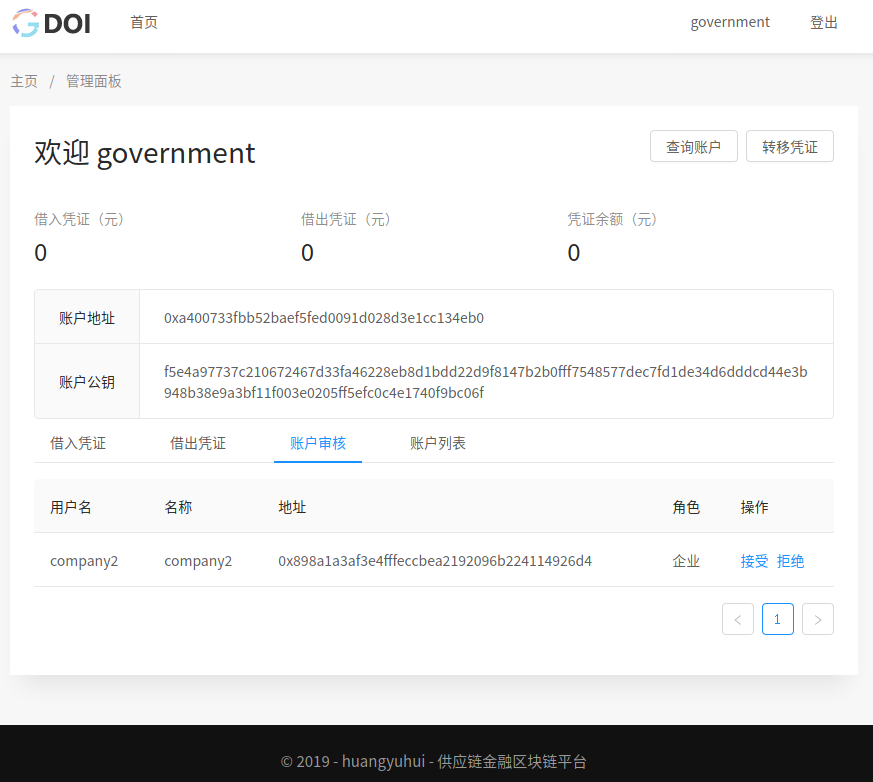 GDOI 首页 government 登出
主页 / 管理面板
欢迎 government 查询账户 转移凭证
借入凭证（元） 借出凭证（元） 凭证余额（元）
0 0 0
账户地址 0xa400733fbb52baef5fed0091d028d3e1cc134eb0
账户公钥 f5e4a97737c210672467d33fa46228eb8d1bdd22d9f8147b2b0fff7548577dec7fd1de34d6dddcd44e3b
948b38e9a3bf11f003e0205ff5efc0c4e1740f9bc06f
借入凭证 借出凭证 账户审核 账户列表
用户名 名称 地址 角色 操作
company2 company2 0x898a1a3af3e4fffeccbea2192096b224114926d4 企业 接受 拒绝
< 1 >
© 2019 - huangyuhui - 供应链金融区块链平台